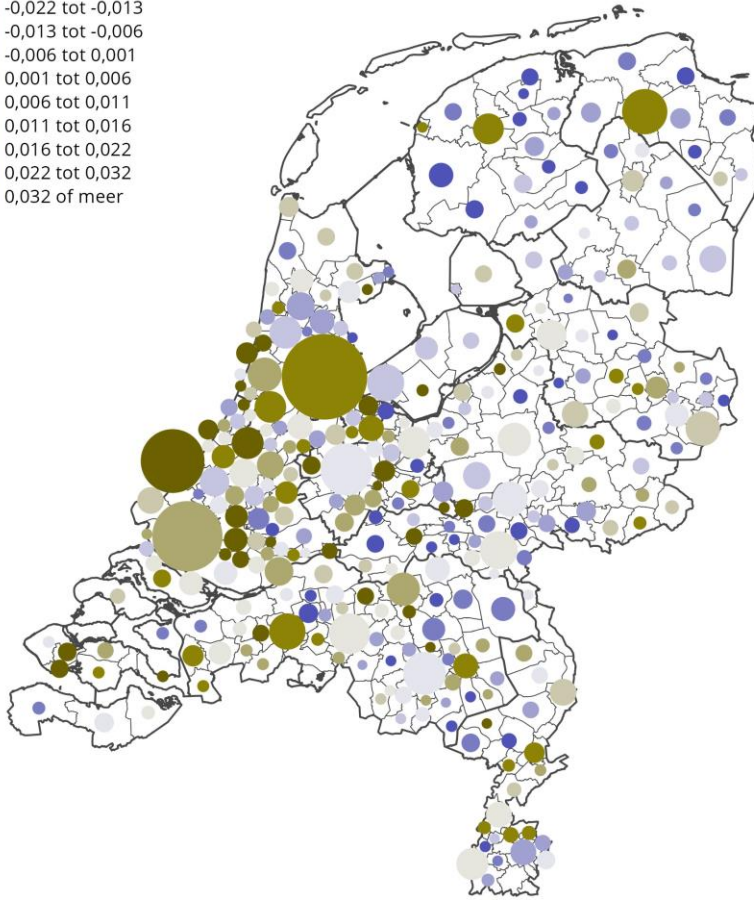 -0,022 tot -0,013
-0,013 tot -0,006
-0,006 tot 0,001
0,001 tot 0,006
0,006 tot 0,011
0,011 tot 0,016
0,016 tot 0,022
0,022 tot 0,032
0,032 of meer